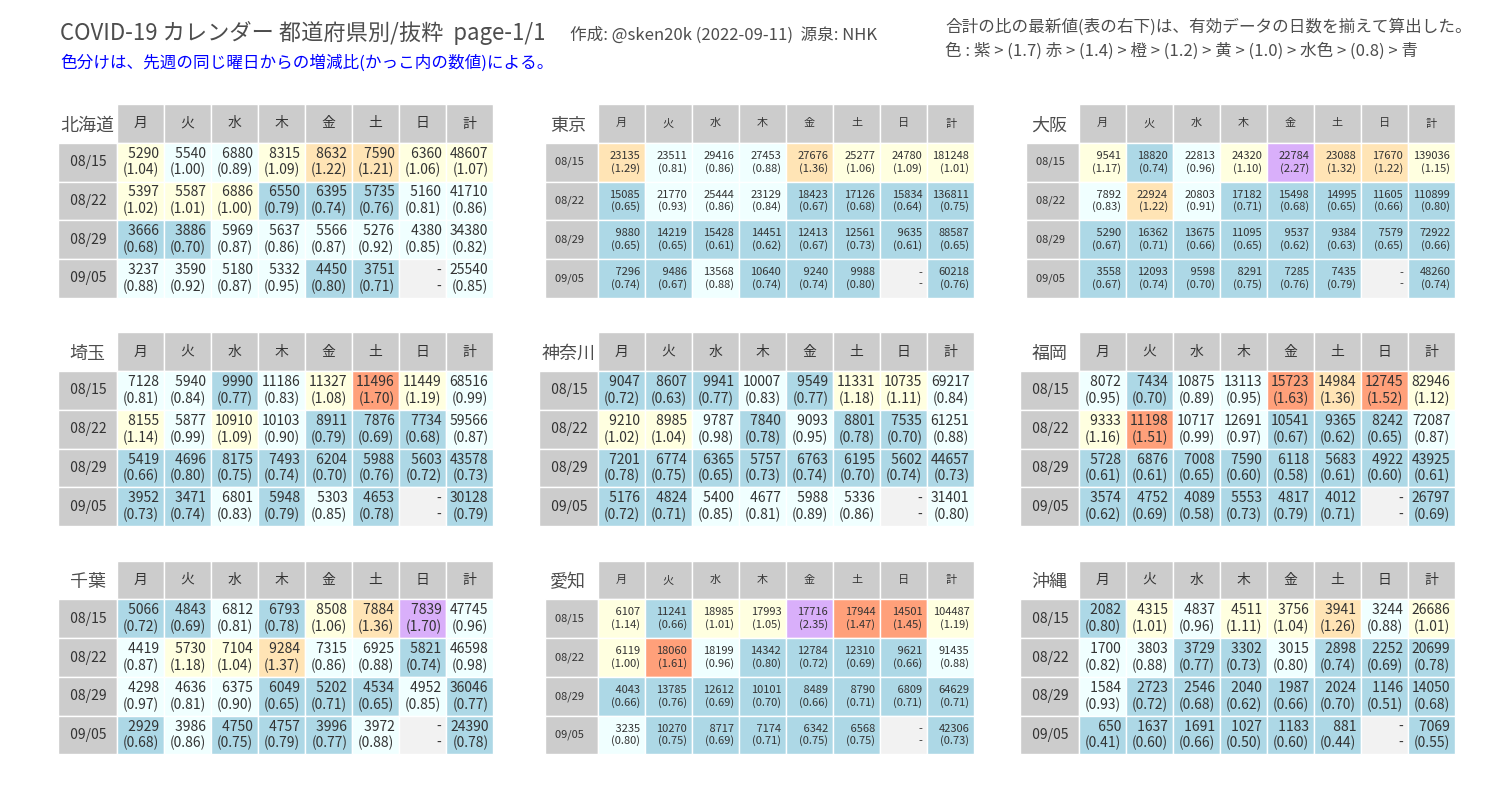 COVID-19 カレンダー 都道府県別/抜粋 page-1/1 作成: @sken20k (2022-09-11) 源泉: NHK
色分けは、先週の同じ曜日からの増減比(かっこ内の数値)による。
合計の比の最新値(表の右下)は、有効データの日数を揃えて算出した。
色 : 紫 > (1.7) 赤 > (1.4) > 橙 > (1.2) > 黄 > (1.0) > 水色 > (0.8) > 青
北海道 月 火 水 木 金 土 日 計
08/15 5290 5540 6880 8315 8632 7590 6360 48607
(1.04) (1.00) (0.89) (1.09) (1.22) (1.21) (1.06) (1.07)
08/22 5397 5587 6886 6550 6395 5735 5160 41710
(1.02) (1.01) (1.00) (0.79) (0.74) (0.76) (0.81) (0.86)
08/29 3666 3886 5969 5637 5566 5276 4380 34380
(0.68) (0.70) (0.87) (0.86) (0.87) (0.92) (0.85) (0.82)
09/05 3237 3590 5180 5332 4450 3751 - 25540
(0.88) (0.92) (0.87) (0.95) (0.80) (0.71) - (0.85)
東京 月 火 水 木 金 土 日 計
08/15 23135 23511 29416 27453 27676 25277 24780 181248
(1.29) (0.81) (0.86) (0.88) (1.36) (1.06) (1.09) (1.01)
08/22 15085 21770 25444 23129 18423 17126 15834 136811
(0.65) (0.93) (0.86) (0.84) (0.67) (0.68) (0.64) (0.75)
08/29 9880 14219 15428 14451 12413 12561 9635 88587
(0.65) (0.65) (0.61) (0.62) (0.67) (0.73) (0.61) (0.65)
09/05 7296 9486 13568 10640 9240 9988 - 60218
(0.74) (0.67) (0.88) (0.74) (0.74) (0.80) - (0.76)
大阪 月 火 水 木 金 土 日 計
08/15 9541 18820 22813 24320 22784 23088 17670 139036
(1.17) (0.74) (0.96) (1.10) (2.27) (1.32) (1.22) (1.15)
08/22 7892 22924 20803 17182 15498 14995 11605 110899
(0.83) (1.22) (0.91) (0.71) (0.68) (0.65) (0.66) (0.80)
08/29 5290 16362 13675 11095 9537 9384 7579 72922
(0.67) (0.71) (0.66) (0.65) (0.62) (0.63) (0.65) (0.66)
09/05 3558 12093 9598 8291 7285 7435 - 48260
(0.67) (0.74) (0.70) (0.75) (0.76) (0.79) - (0.74)
埼玉 月 火 水 木 金 土 日 計
08/15 7128 5940 9990 11186 11327 11496 11449 68516
(0.81) (0.84) (0.77) (0.83) (1.08) (1.70) (1.19) (0.99)
08/22 8155 5877 10910 10103 8911 7876 7734 59566
(1.14) (0.99) (1.09) (0.90) (0.79) (0.69) (0.68) (0.87)
08/29 5419 4696 8175 7493 6204 5988 5603 43578
(0.66) (0.80) (0.75) (0.74) (0.70) (0.76) (0.72) (0.73)
09/05 3952 3471 6801 5948 5303 4653 - 30128
(0.73) (0.74) (0.83) (0.79) (0.85) (0.78) - (0.79)
神奈川 月 火 水 木 金 土 日 計
08/15 9047 8607 9941 10007 9549 11331 10735 69217
(0.72) (0.63) (0.77) (0.83) (0.77) (1.18) (1.11) (0.84)
08/22 9210 8985 9787 7840 9093 8801 7535 61251
(1.02) (1.04) (0.98) (0.78) (0.95) (0.78) (0.70) (0.88)
08/29 7201 6774 6365 5757 6763 6195 5602 44657
(0.78) (0.75) (0.65) (0.73) (0.74) (0.70) (0.74) (0.73)
09/05 5176 4824 5400 4677 5988 5336 - 31401
(0.72) (0.71) (0.85) (0.81) (0.89) (0.86) - (0.80)
福岡 月 火 水 木 金 土 日 計
08/15 8072 7434 10875 13113 15723 14984 12745 82946
(0.95) (0.70) (0.89) (0.95) (1.63) (1.36) (1.52) (1.12)
08/22 9333 11198 10717 12691 10541 9365 8242 72087
(1.16) (1.51) (0.99) (0.97) (0.67) (0.62) (0.65) (0.87)
08/29 5728 6876 7008 7590 6118 5683 4922 43925
(0.61) (0.61) (0.65) (0.60) (0.58) (0.61) (0.60) (0.61)
09/05 3574 4752 4089 5553 4817 4012 - 26797
(0.62) (0.69) (0.58) (0.73) (0.79) (0.71) - (0.69)
千葉 月 火 水 木 金 土 日 計
08/15 5066 4843 6812 6793 8508 7884 7839 47745
(0.72) (0.69) (0.81) (0.78) (1.06) (1.36) (1.70) (0.96)
08/22 4419 5730 7104 9284 7315 6925 5821 46598
(0.87) (1.18) (1.04) (1.37) (0.86) (0.88) (0.74) (0.98)
08/29 4298 4636 6375 6049 5202 4534 4952 36046
(0.97) (0.81) (0.90) (0.65) (0.71) (0.65) (0.85) (0.77)
09/05 2929 3986 4750 4757 3996 3972 - 24390
(0.68) (0.86) (0.75) (0.79) (0.77) (0.88) - (0.78)
愛知 月 火 水 木 金 土 日 計
08/15 6107 11241 18985 17993 17716 17944 14501 104487
(1.14) (0.66) (1.01) (1.05) (2.35) (1.47) (1.45) (1.19)
08/22 6119 18060 18199 14342 12784 12310 9621 91435
(1.00) (1.61) (0.96) (0.80) (0.72) (0.69) (0.66) (0.88)
08/29 4043 13785 12612 10101 8489 8790 6809 64629
(0.66) (0.76) (0.69) (0.70) (0.66) (0.71) (0.71) (0.71)
09/05 3235 10270 8717 7174 6342 6568 - 42306
(0.80) (0.75) (0.69) (0.71) (0.75) (0.75) - (0.73)
沖縄 月 火 水 木 金 土 日 計
08/15 2082 4315 4837 4511 3756 3941 3244 26686
(0.80) (1.01) (0.96) (1.11) (1.04) (1.26) (0.88) (1.01)
08/22 1700 3803 3729 3302 3015 2898 2252 20699
(0.82) (0.88) (0.77) (0.73) (0.80) (0.74) (0.69) (0.78)
08/29 1584 2723 2546 2040 1987 2024 1146 14050
(0.93) (0.72) (0.68) (0.62) (0.66) (0.70) (0.51) (0.68)
09/05 650 1637 1691 1027 1183 881 - 7069
(0.41) (0.60) (0.66) (0.50) (0.60) (0.44) - (0.55)